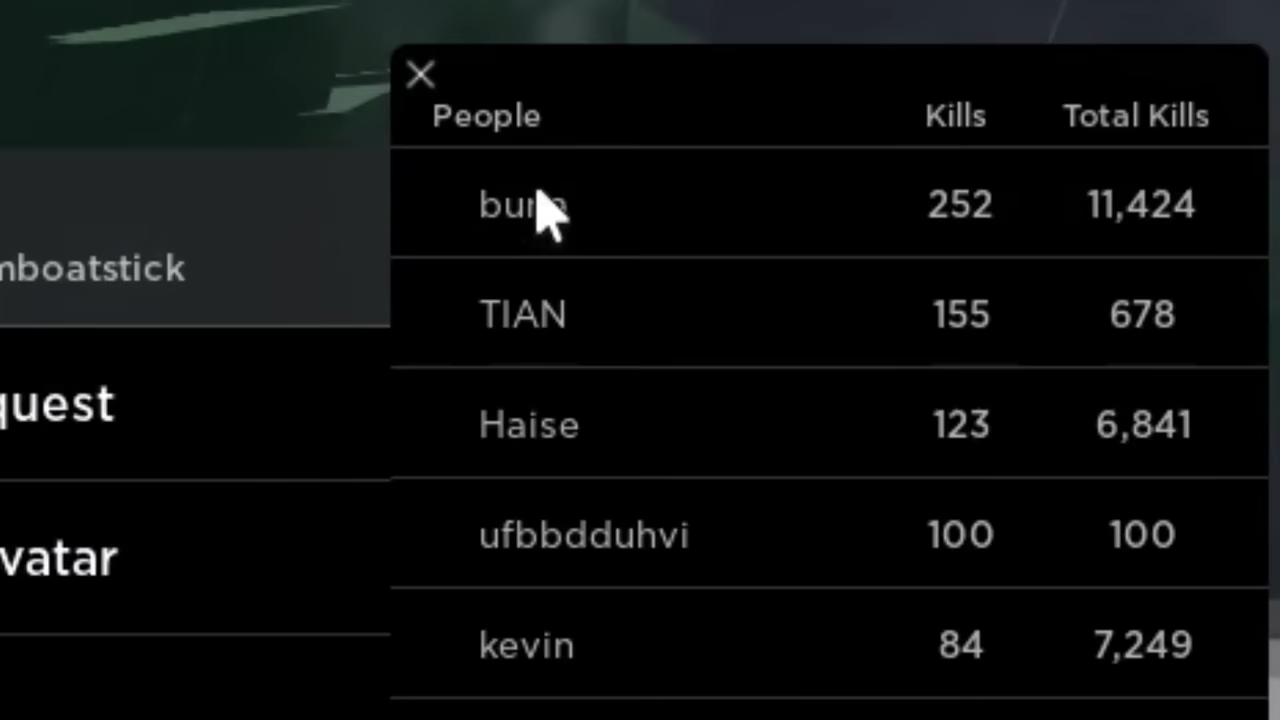 People Kills Total Kills
252 11,424
mboatstick
TIAN 155 678
quest
Haise 123 6,841
ufbbdduhvi 100 100
vatar
kevin 84 7,249